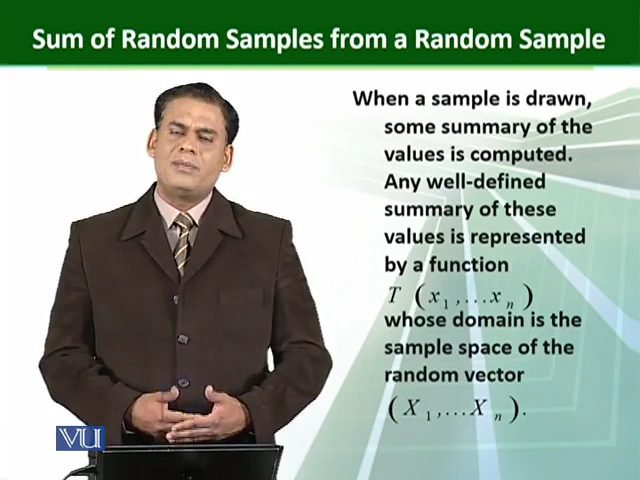 Sum of Random Samples from a Random Sample
When a sample is drawn,
some summary of the
values is computed.
Any well-defined
summary of these
values is represented
by a function
T (x₁,...xₙ)
whose domain is the
sample space of the
random vector
(X₁,...Xₙ).
VU